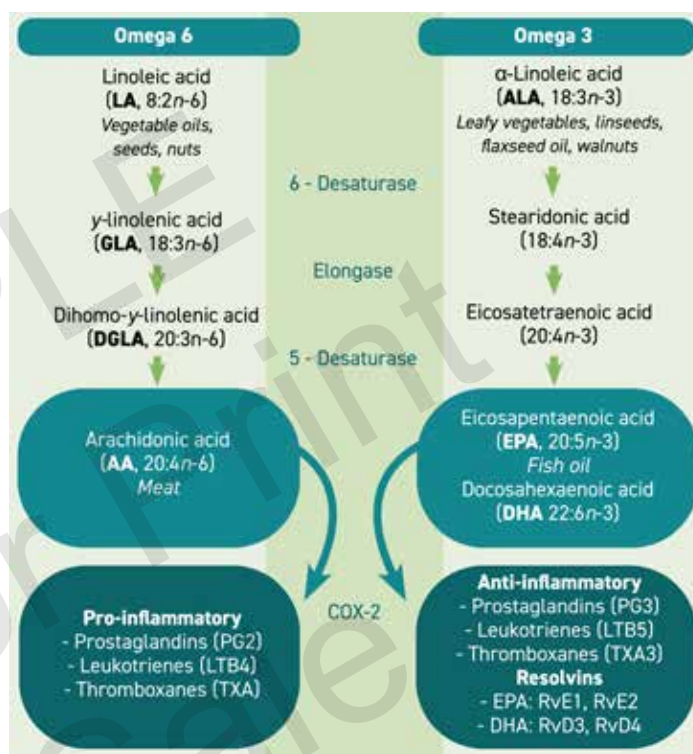 Omega 6
Linoleic acid
(LA, 8:2n-6)
Vegetable oils,
seeds, nuts
y-linolenic acid
(GLA, 18:3n-6)
Dihomo-y-linolenic acid
(DGLA, 20:3n-6)
Arachidonic acid
(AA, 20:4n-6)
Meat
Pro-inflammatory
- Prostaglandins (PG2)
- Leukotrienes (LTB4)
- Thromboxanes (TXA)
6 - Desaturase
Elongase
5 - Desaturase
COX-2
Omega 3
α-Linoleic acid
(ALA, 18:3n-3)
Leafy vegetables, linseeds,
flaxseed oil, walnuts
Stearidonic acid
(18:4n-3)
Eicosatetraenoic acid
(20:4n-3)
Eicosapentaenoic acid
(EPA, 20:5n-3)
Fish oil
Docosahexaenoic acid
(DHA 22:6n-3)
Anti-inflammatory
- Prostaglandins (PG3)
- Leukotrienes (LTB5)
- Thromboxanes (TXA3)
Resolvins
- EPA: RvE1, RvE2
- DHA: RvD3, RvD4